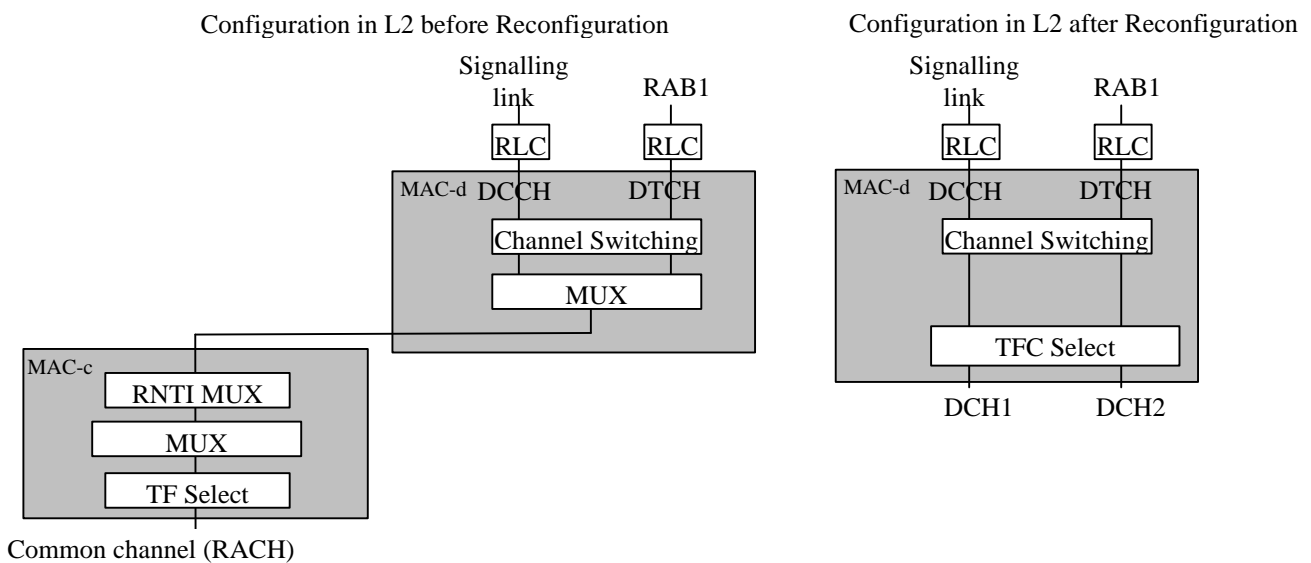 Configuration in L2 before Reconfiguration
Signalling
link
RAB1
RLC
RLC
MAC-d
DCCH
DTCH
Channel Switching
MUX
MAC-c
RNTI MUX
MUX
TF Select
Common channel (RACH)
Configuration in L2 after Reconfiguration
Signalling
link
RAB1
RLC
RLC
MAC-d
DCCH
DTCH
Channel Switching
TFC Select
DCH1
DCH2